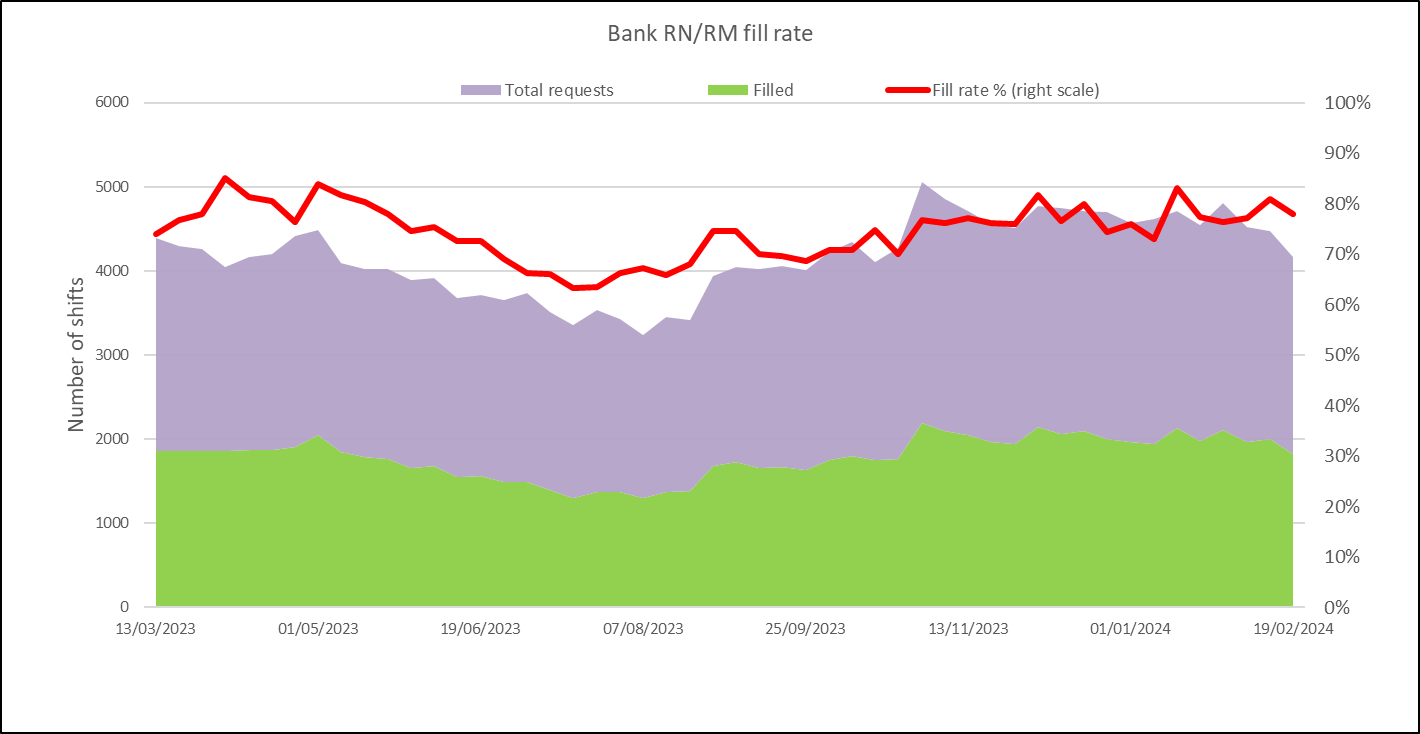 Bank RN/RM fill rate
Total requests Filled Fill rate % (right scale)
6000 100%
90%
5000 80%
70%
4000 60%
3000 50%
40%
2000 30%
20%
1000 10%
0 0%
Number of shifts
13/03/2023 01/05/2023 19/06/2023 07/08/2023 25/09/2023 13/11/2023 01/01/2024 19/02/2024